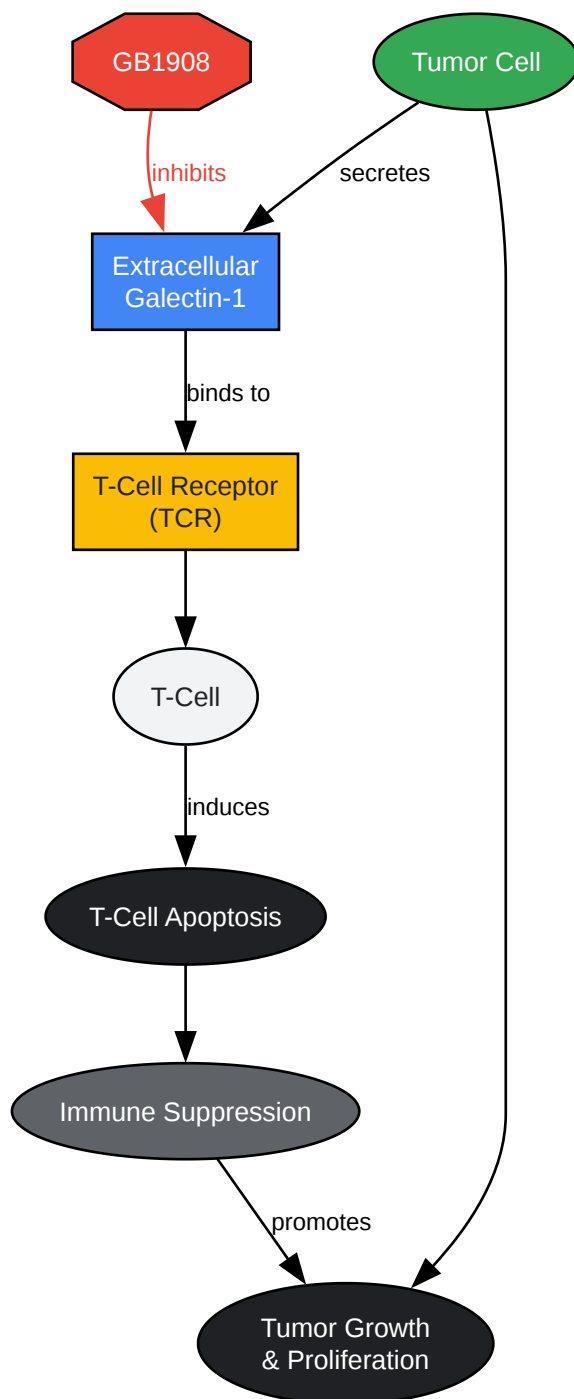 GB1908
Tumor Cell
inhibits
secretes
Extracellular
Galectin-1
binds to
T-Cell Receptor
(TCR)
T-Cell
induces
T-Cell Apoptosis
Immune Suppression
promotes
Tumor Growth
& Proliferation